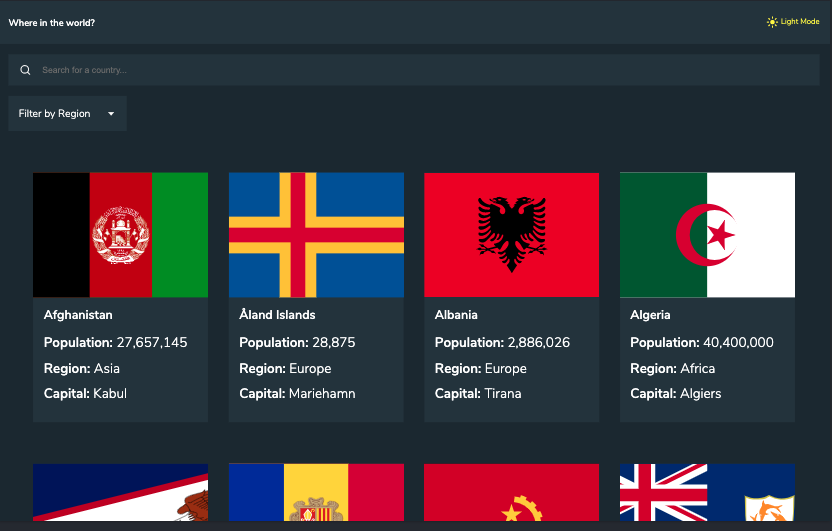 Where in the world?
Light Mode
Search for a country...
Filter by Region
Afghanistan
Population: 27,657,145
Region: Asia
Capital: Kabul
Åland Islands
Population: 28,875
Region: Europe
Capital: Mariehamn
Albania
Population: 2,886,026
Region: Europe
Capital: Tirana
Algeria
Population: 40,400,000
Region: Africa
Capital: Algiers